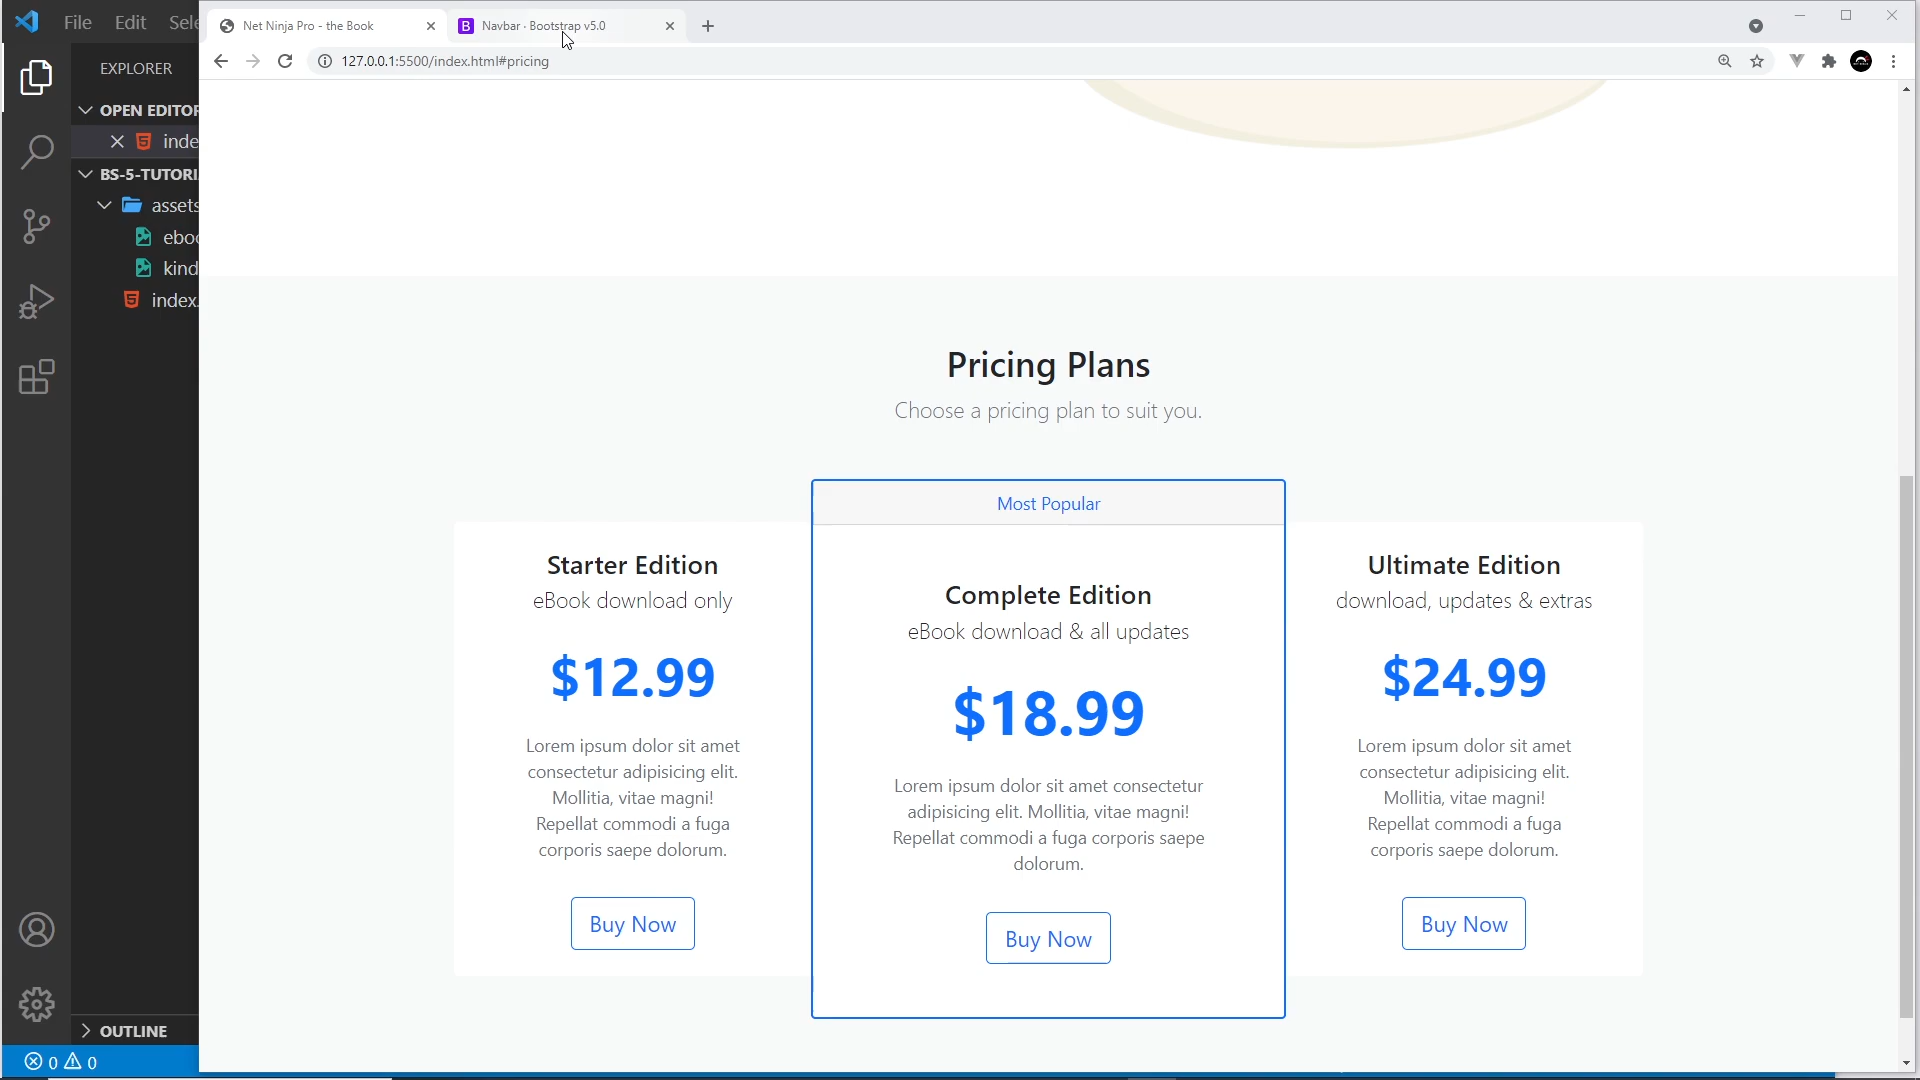 File Edit Sele
Net Ninja Pro - the Book
Navbar · Bootstrap v5.0
127.0.0.1:5500/index.html#pricing
EXPLORER
OPEN EDITOR
inde
BS-5-TUTORI
assets
eboo
kind
index.
OUTLINE
0 0
Pricing Plans
Choose a pricing plan to suit you.
Starter Edition
eBook download only
$12.99
Lorem ipsum dolor sit amet
consectetur adipisicing elit.
Mollitia, vitae magni!
Repellat commodi a fuga
corporis saepe dolorum.
Buy Now
Most Popular
Complete Edition
eBook download & all updates
$18.99
Lorem ipsum dolor sit amet consectetur
adipisicing elit. Mollitia, vitae magni!
Repellat commodi a fuga corporis saepe
dolorum.
Buy Now
Ultimate Edition
download, updates & extras
$24.99
Lorem ipsum dolor sit amet
consectetur adipisicing elit.
Mollitia, vitae magni!
Repellat commodi a fuga
corporis saepe dolorum.
Buy Now